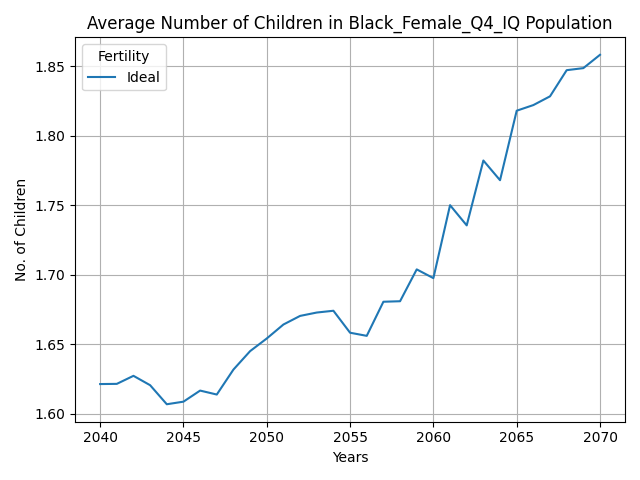 Average Number of Children in Black_Female_Q4_IQ Population
Fertility
Ideal
No. of Children
1.85
1.80
1.75
1.70
1.65
1.60
2040 2045 2050 2055 2060 2065 2070
Years